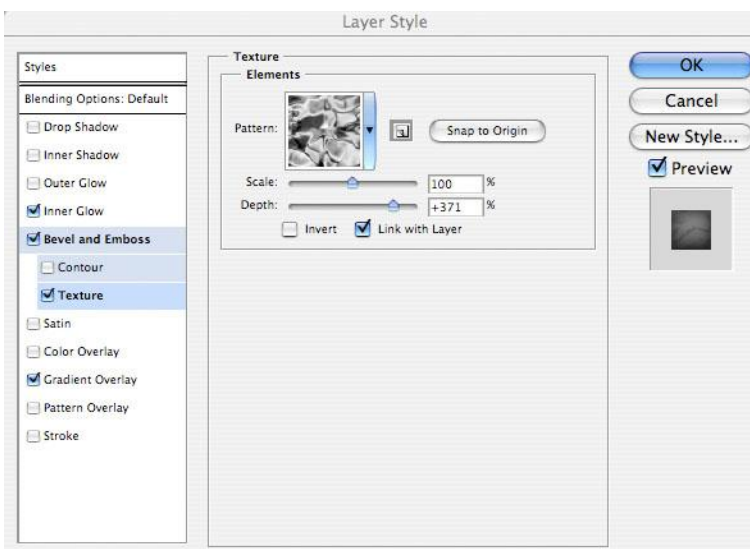 Layer Style
Styles
Blending Options: Default
Drop Shadow
Inner Shadow
Outer Glow
Inner Glow
Bevel and Emboss
Contour
Texture
Satin
Color Overlay
Gradient Overlay
Pattern Overlay
Stroke
Texture
Elements
Pattern:
Snap to Origin
Scale: 100 %
Depth: +371 %
Invert Link with Layer
OK
Cancel
New Style...
Preview